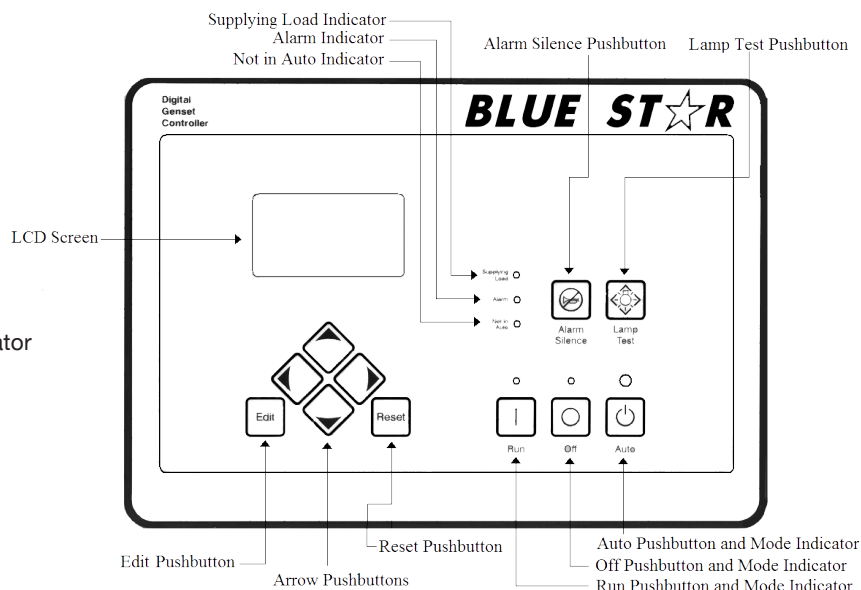 Supplying Load Indicator
Alarm Indicator
Not in Auto Indicator
Alarm Silence Pushbutton
Lamp Test Pushbutton
Digital
Genset
Controller
BLUE ST☆R
LCD Screen
Supplying
Load
Alarm
Not in
Auto
Alarm
Silence
Lamp
Test
ator
Edit
Reset
Run
Off
Auto
Edit Pushbutton
Reset Pushbutton
Arrow Pushbuttons
Auto Pushbutton and Mode Indicator
Off Pushbutton and Mode Indicator
Run Pushbutton and Mode Indicator